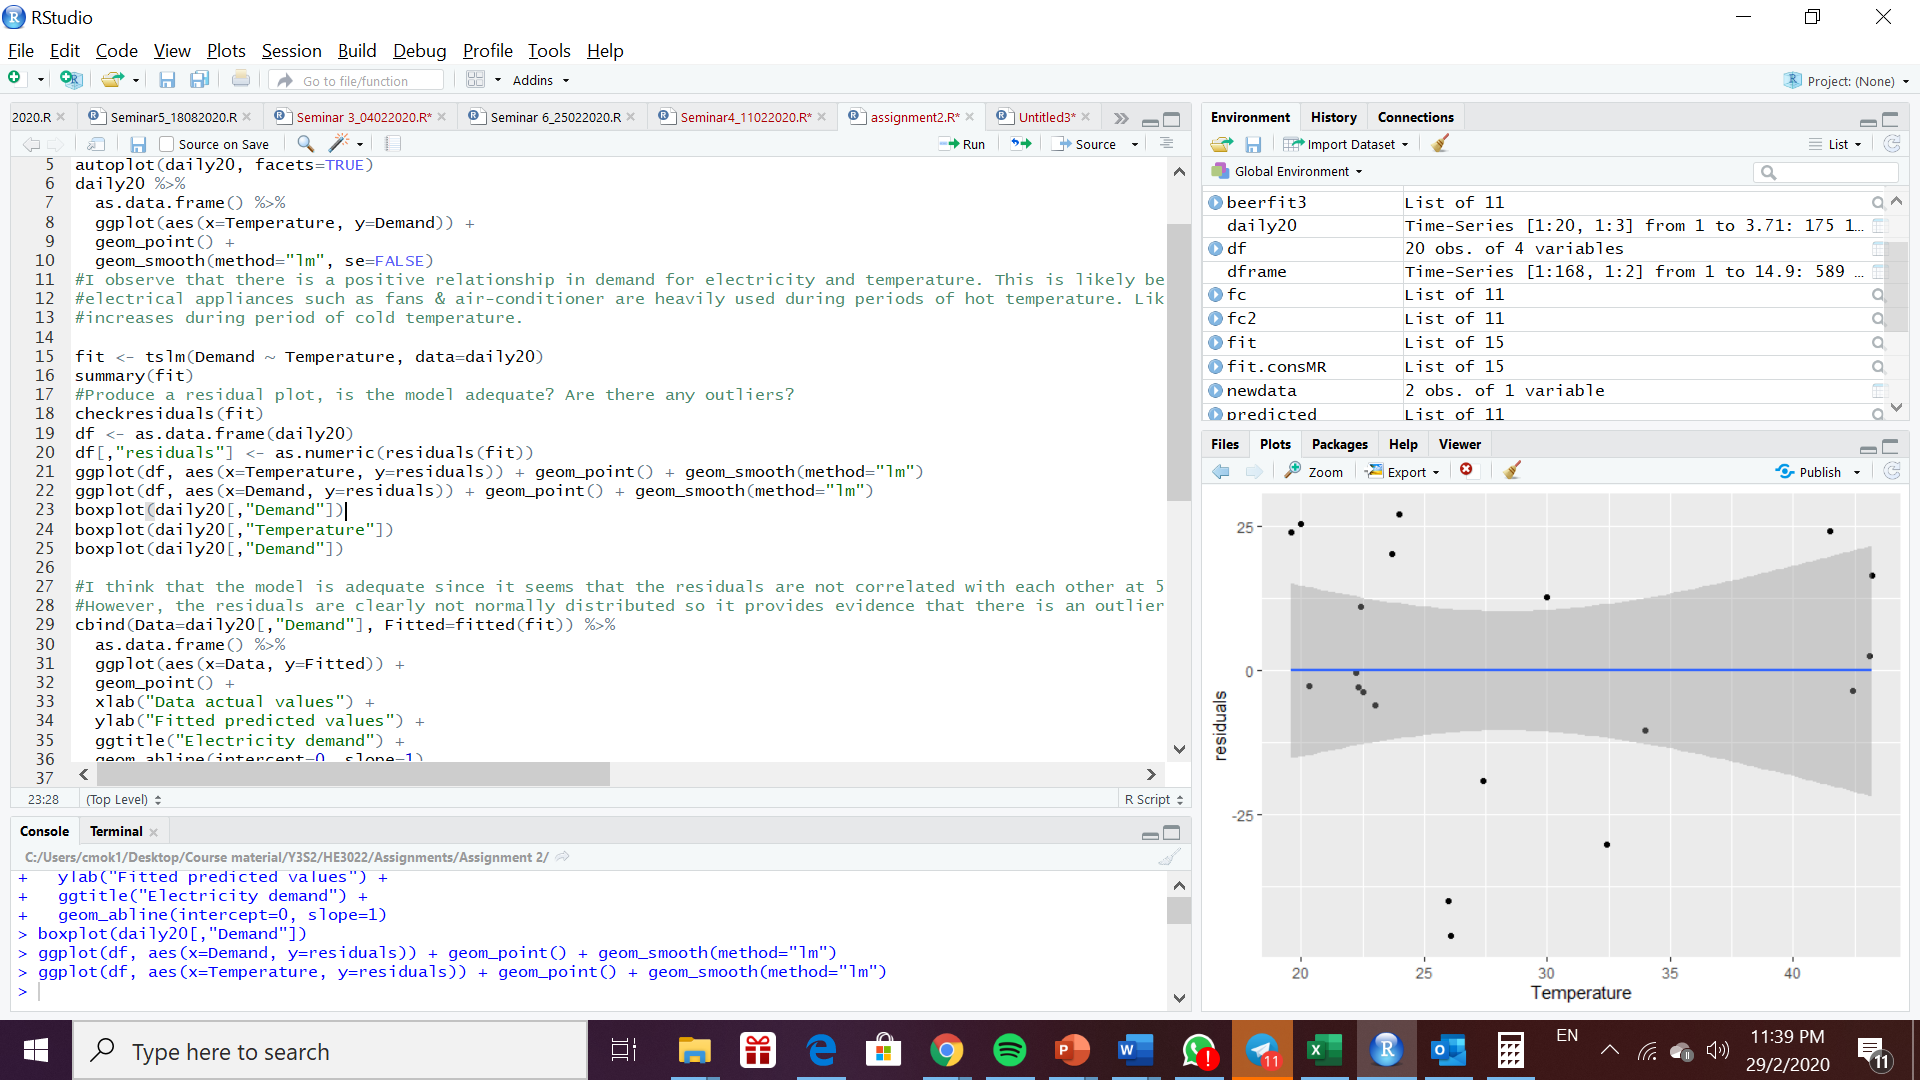 RStudio
File Edit Code View Plots Session Build Debug Profile Tools Help
Go to file/function Addins Project: (None)
2020.R Seminar5_18082020.R Seminar 3_04022020.R* Seminar 6_25022020.R Seminar4_11022020.R* assignment2.R* Untitled3*
Source on Save Run Source
5 autoplot(daily20, facets=TRUE)
6 daily20 %>%
7 as.data.frame() %>%
8 ggplot(aes(x=Temperature, y=Demand)) +
9 geom_point() +
10 geom_smooth(method="lm", se=FALSE)
11 #I observe that there is a positive relationship in demand for electricity and temperature. This is likely be
12 #electrical appliances such as fans & air-conditioner are heavily used during periods of hot temperature. Lik
13 #increases during period of cold temperature.
14
15 fit <- tslm(Demand ~ Temperature, data=daily20)
16 summary(fit)
17 #Produce a residual plot, is the model adequate? Are there any outliers?
18 checkresiduals(fit)
19 df <- as.data.frame(daily20)
20 df[,"residuals"] <- as.numeric(residuals(fit))
21 ggplot(df, aes(x=Temperature, y=residuals)) + geom_point() + geom_smooth(method="lm")
22 ggplot(df, aes(x=Demand, y=residuals)) + geom_point() + geom_smooth(method="lm")
23 boxplot(daily20[,"Demand"])
24 boxplot(daily20[,"Temperature"])
25 boxplot(daily20[,"Demand"])
26
27 #I think that the model is adequate since it seems that the residuals are not correlated with each other at 5
28 #However, the residuals are clearly not normally distributed so it provides evidence that there is an outlier
29 cbind(Data=daily20[,"Demand"], Fitted=fitted(fit)) %>%
30 as.data.frame() %>%
31 ggplot(aes(x=Data, y=Fitted)) +
32 geom_point() +
33 xlab("Data actual values") +
34 ylab("Fitted predicted values") +
35 ggtitle("Electricity demand") +
36 geom_abline(intercept=0, slope=1)
37
23:28 (Top Level) R Script
Console Terminal
C:/Users/cmok1/Desktop/Course material/Y3S2/HE3022/Assignments/Assignment 2/
+ ylab("Fitted predicted values") +
+ ggtitle("Electricity demand") +
+ geom_abline(intercept=0, slope=1)
> boxplot(daily20[,"Demand"])
> ggplot(df, aes(x=Demand, y=residuals)) + geom_point() + geom_smooth(method="lm")
> ggplot(df, aes(x=Temperature, y=residuals)) + geom_point() + geom_smooth(method="lm")
>
Environment History Connections
Import Dataset List
Global Environment
beerfit3 List of 11
daily20 Time-Series [1:20, 1:3] from 1 to 3.71: 175 1...
df 20 obs. of 4 variables
dframe Time-Series [1:168, 1:2] from 1 to 14.9: 589 ...
fc List of 11
fc2 List of 11
fit List of 15
fit.consMR List of 15
newdata 2 obs. of 1 variable
predicted List of 11
Files Plots Packages Help Viewer
Zoom Export Publish
25
0
-25
residuals
20 25 30 35 40
Temperature
Type here to search
11
EN
11:39 PM
29/2/2020
11